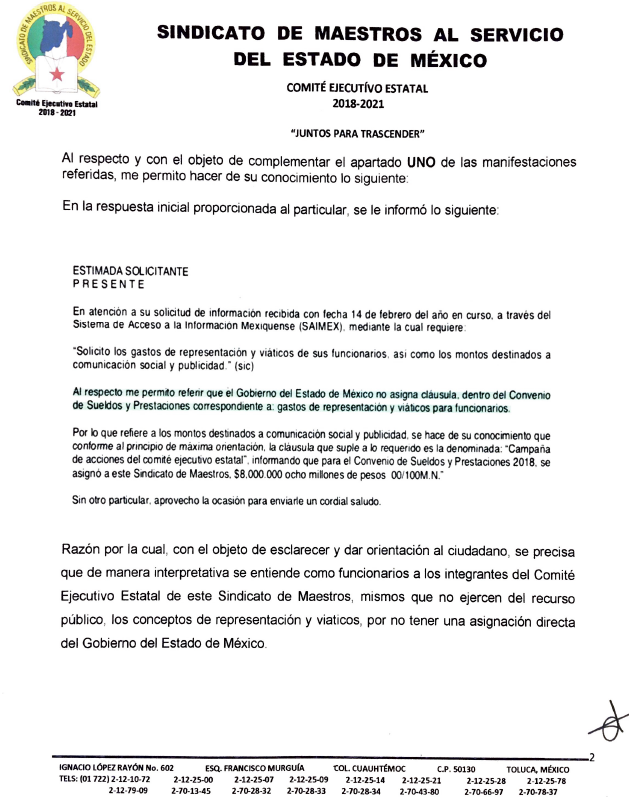 SINDICATO DE MAESTROS AL SERVICIO DEL ESTADO
Comité Ejecutivo Estatal
2018 - 2021
SINDICATO DE MAESTROS AL SERVICIO
DEL ESTADO DE MÉXICO
COMITÉ EJECUTÍVO ESTATAL
2018-2021
"JUNTOS PARA TRASCENDER"
Al respecto y con el objeto de complementar el apartado UNO de las manifestaciones
referidas, me permito hacer de su conocimiento lo siguiente:
En la respuesta inicial proporcionada al particular, se le informó lo siguiente:
ESTIMADA SOLICITANTE
P R E S E N T E
En atención a su solicitud de información recibida con fecha 14 de febrero del año en curso, a través del
Sistema de Acceso a la Información Mexiquense (SAIMEX), mediante la cual requiere:
"Solicito los gastos de representación y viáticos de sus funcionarios, asi como los montos destinados a
comunicación social y publicidad." (sic)
Al respecto me permito referir que el Gobierno del Estado de México no asigna cláusula, dentro del Convenio
de Sueldos y Prestaciones correspondiente a: gastos de representación y viáticos para funcionarios.
Por lo que refiere a los montos destinados a comunicación social y publicidad, se hace de su conocimiento que
conforme al principio de máxima orientación, la cláusula que suple a lo requerido es la denominada: "Campaña
de acciones del comité ejecutivo estatal", informando que para el Convenio de Sueldos y Prestaciones 2018, se
asignó a este Sindicato de Maestros, $8.000.000 ocho millones de pesos 00/100M.N."
Sin otro particular, aprovecho la ocasión para enviarle un cordial saludo.
Razón por la cual, con el objeto de esclarecer y dar orientación al ciudadano, se precisa
que de manera interpretativa se entiende como funcionarios a los integrantes del Comité
Ejecutivo Estatal de este Sindicato de Maestros, mismos que no ejercen del recurso
público, los conceptos de representación y viaticos, por no tener una asignación directa
del Gobierno del Estado de México.
2
IGNACIO LÓPEZ RAYÓN No. 602 ESQ. FRANCISCO MURGUÍA COL. CUAUHTÉMOC C.P. 50130 TOLUCA, MÉXICO
TELS: (01 722) 2-12-10-72 2-12-25-00 2-12-25-07 2-12-25-09 2-12-25-14 2-12-25-21 2-12-25-28 2-12-25-78
2-12-79-09 2-70-13-45 2-70-28-32 2-70-28-33 2-70-28-34 2-70-43-80 2-70-66-97 2-70-78-37